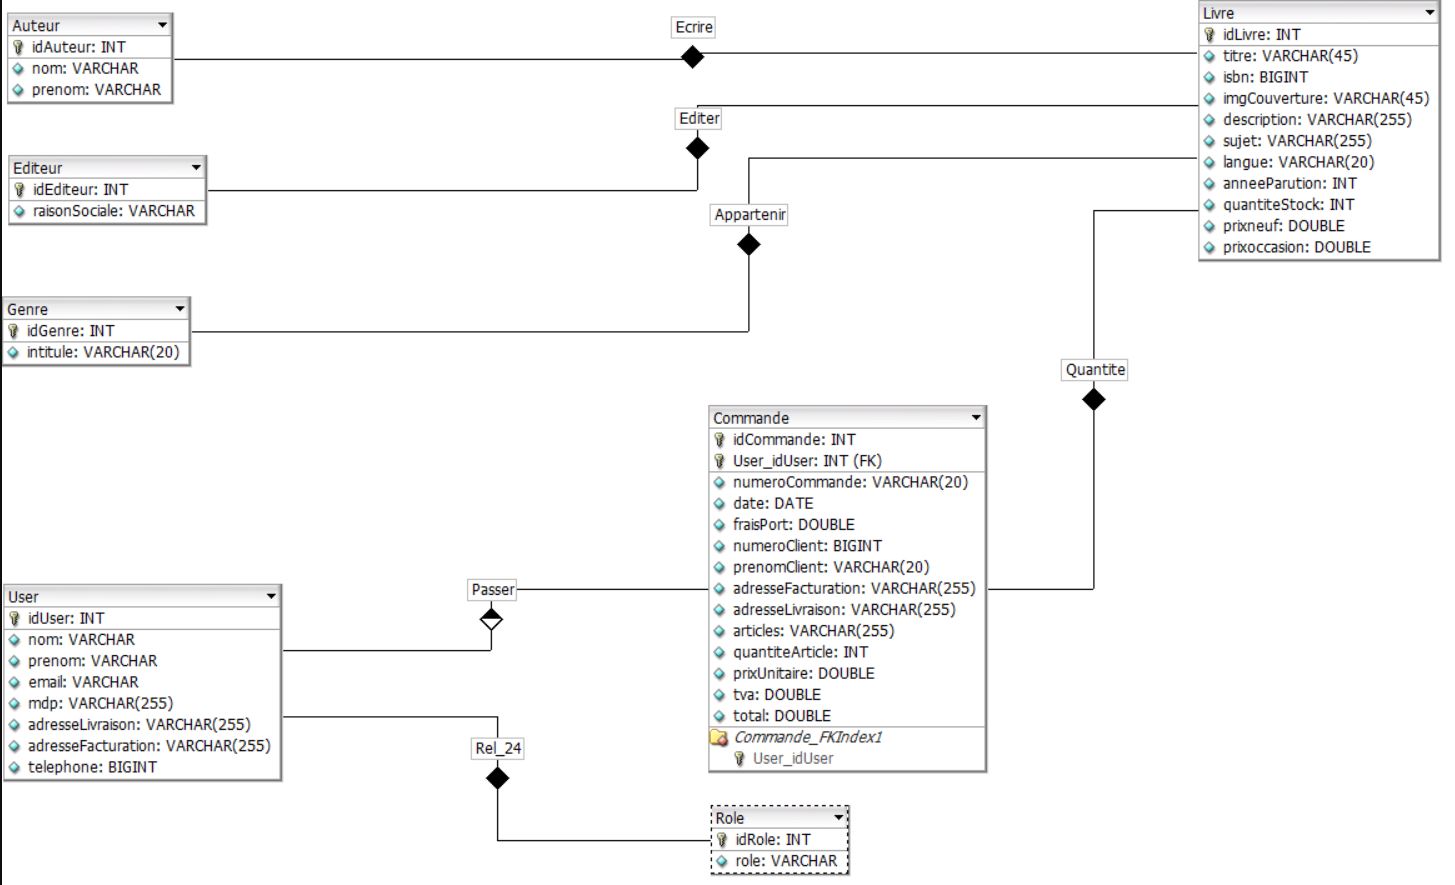 Auteur
idAuteur: INT
nom: VARCHAR
prenom: VARCHAR
Ecrire
Livre
idLivre: INT
titre: VARCHAR(45)
isbn: BIGINT
imgCouverture: VARCHAR(45)
description: VARCHAR(255)
sujet: VARCHAR(255)
langue: VARCHAR(20)
anneeParution: INT
quantiteStock: INT
prixneuf: DOUBLE
prixoccasion: DOUBLE
Editer
Editeur
idEditeur: INT
raisonSociale: VARCHAR
Appartenir
Genre
idGenre: INT
intitule: VARCHAR(20)
Quantite
Commande
idCommande: INT
User_idUser: INT (FK)
numeroCommande: VARCHAR(20)
date: DATE
fraisPort: DOUBLE
numeroClient: BIGINT
prenomClient: VARCHAR(20)
adresseFacturation: VARCHAR(255)
adresseLivraison: VARCHAR(255)
articles: VARCHAR(255)
quantiteArticle: INT
prixUnitaire: DOUBLE
tva: DOUBLE
total: DOUBLE
Commande_FKIndex1
User_idUser
Passer
User
idUser: INT
nom: VARCHAR
prenom: VARCHAR
email: VARCHAR
mdp: VARCHAR(255)
adresseLivraison: VARCHAR(255)
adresseFacturation: VARCHAR(255)
telephone: BIGINT
Rel_24
Role
idRole: INT
role: VARCHAR